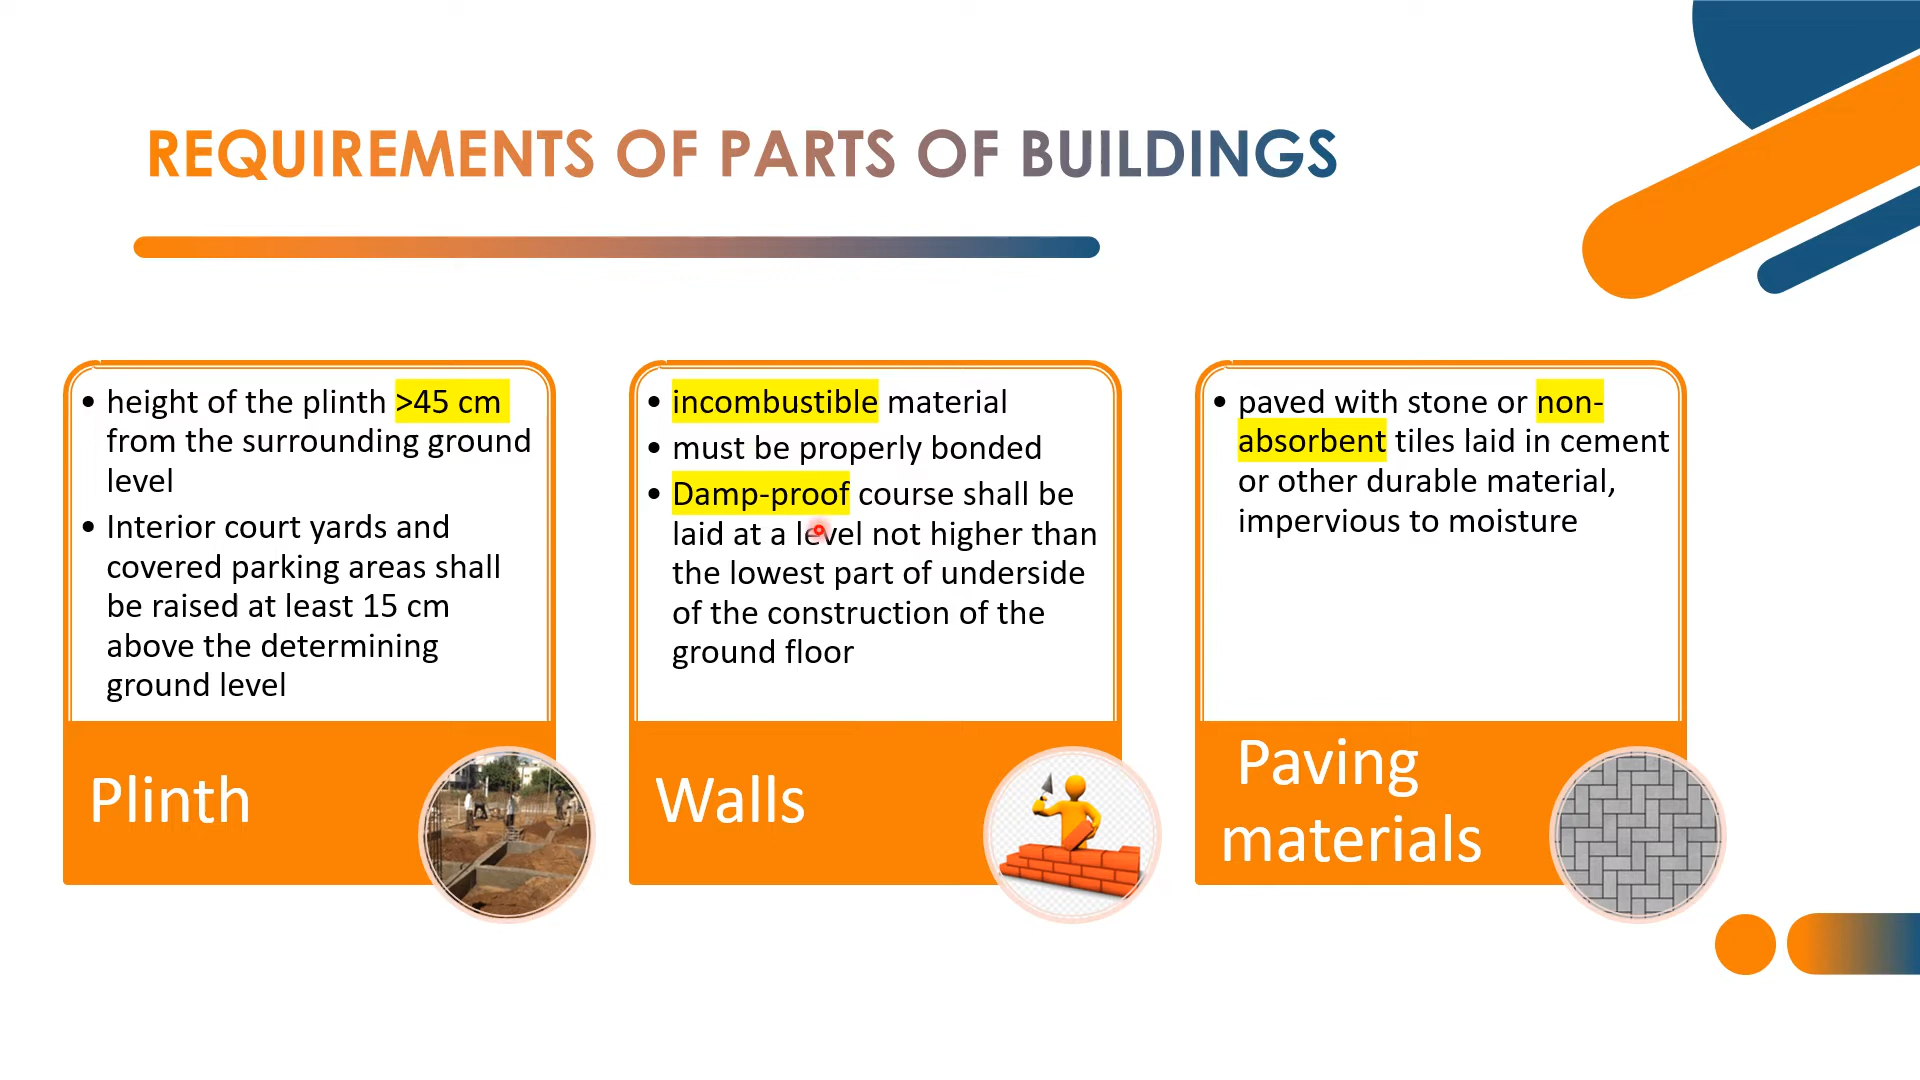 REQUIREMENTS OF PARTS OF BUILDINGS
• height of the plinth >45 cm
from the surrounding ground
level
• Interior court yards and
covered parking areas shall
be raised at least 15 cm
above the determining
ground level
Plinth
• incombustible material
• must be properly bonded
• Damp-proof course shall be
laid at a level not higher than
the lowest part of underside
of the construction of the
ground floor
Walls
• paved with stone or non-
absorbent tiles laid in cement
or other durable material,
impervious to moisture
Paving
materials